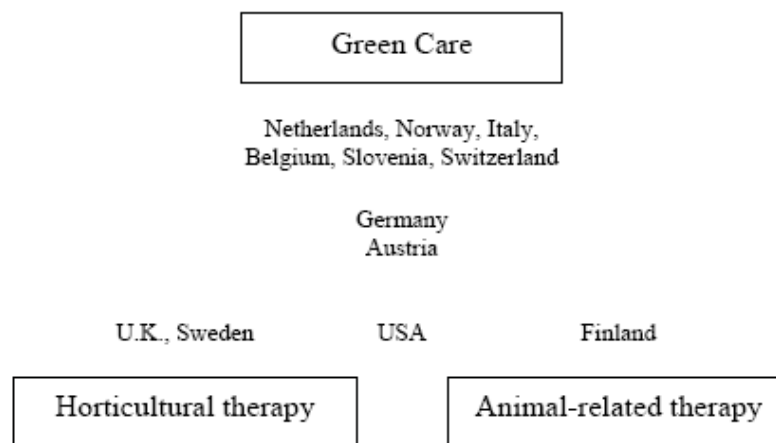 Green Care
Netherlands, Norway, Italy,
Belgium, Slovenia, Switzerland
Germany
Austria
U.K., Sweden USA Finland
Horticultural therapy Animal-related therapy